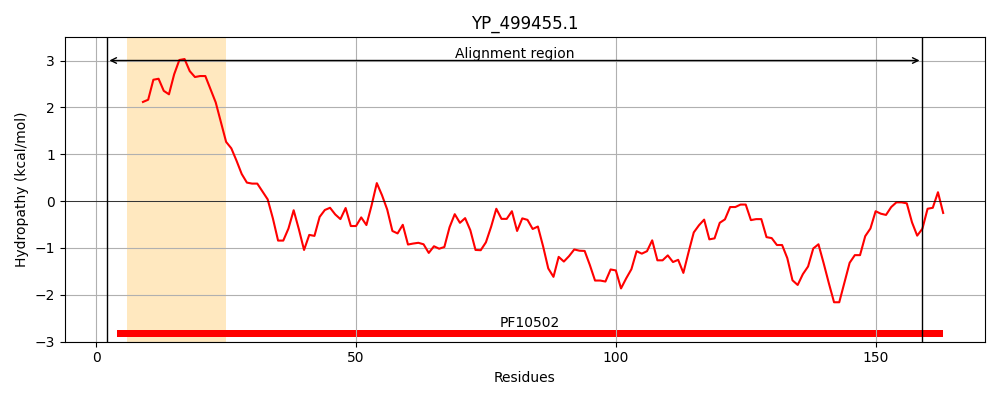 YP_499455.1
Hydropathy (kcal/mol)
3
2
1
0
−1
−2
−3
Alignment region
PF10502
0
50
100
150
Residues